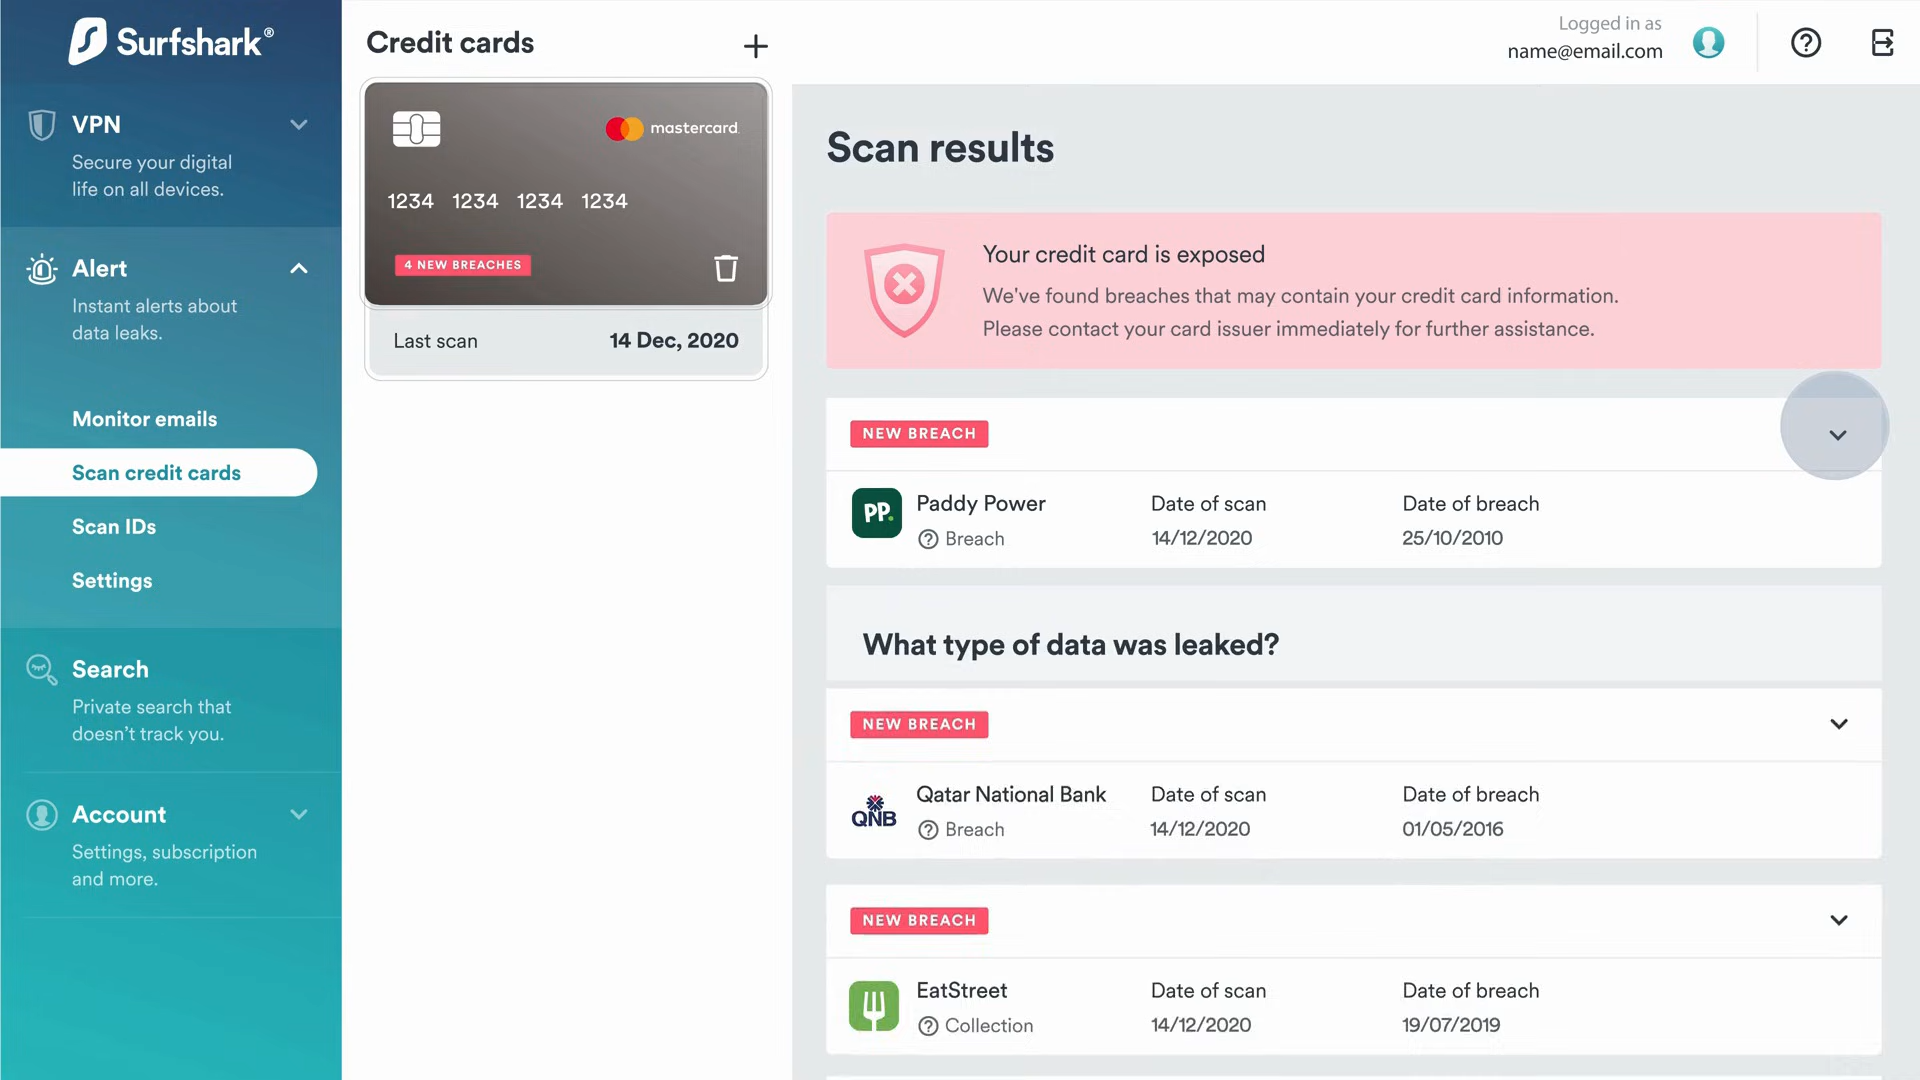 Surfshark®
VPN
Secure your digital
life on all devices.
Alert
Instant alerts about
data leaks.
Monitor emails
Scan credit cards
Scan IDs
Settings
Search
Private search that
doesn't track you.
Account
Settings, subscription
and more.
Credit cards
mastercard.
1234 1234 1234 1234
4 NEW BREACHES
Last scan 14 Dec, 2020
Logged in as
name@email.com
Scan results
Your credit card is exposed
We've found breaches that may contain your credit card information.
Please contact your card issuer immediately for further assistance.
NEW BREACH
PP.
Paddy Power Date of scan Date of breach
Breach 14/12/2020 25/10/2010
What type of data was leaked?
NEW BREACH
QNB
Qatar National Bank Date of scan Date of breach
Breach 14/12/2020 01/05/2016
NEW BREACH
EatStreet Date of scan Date of breach
Collection 14/12/2020 19/07/2019